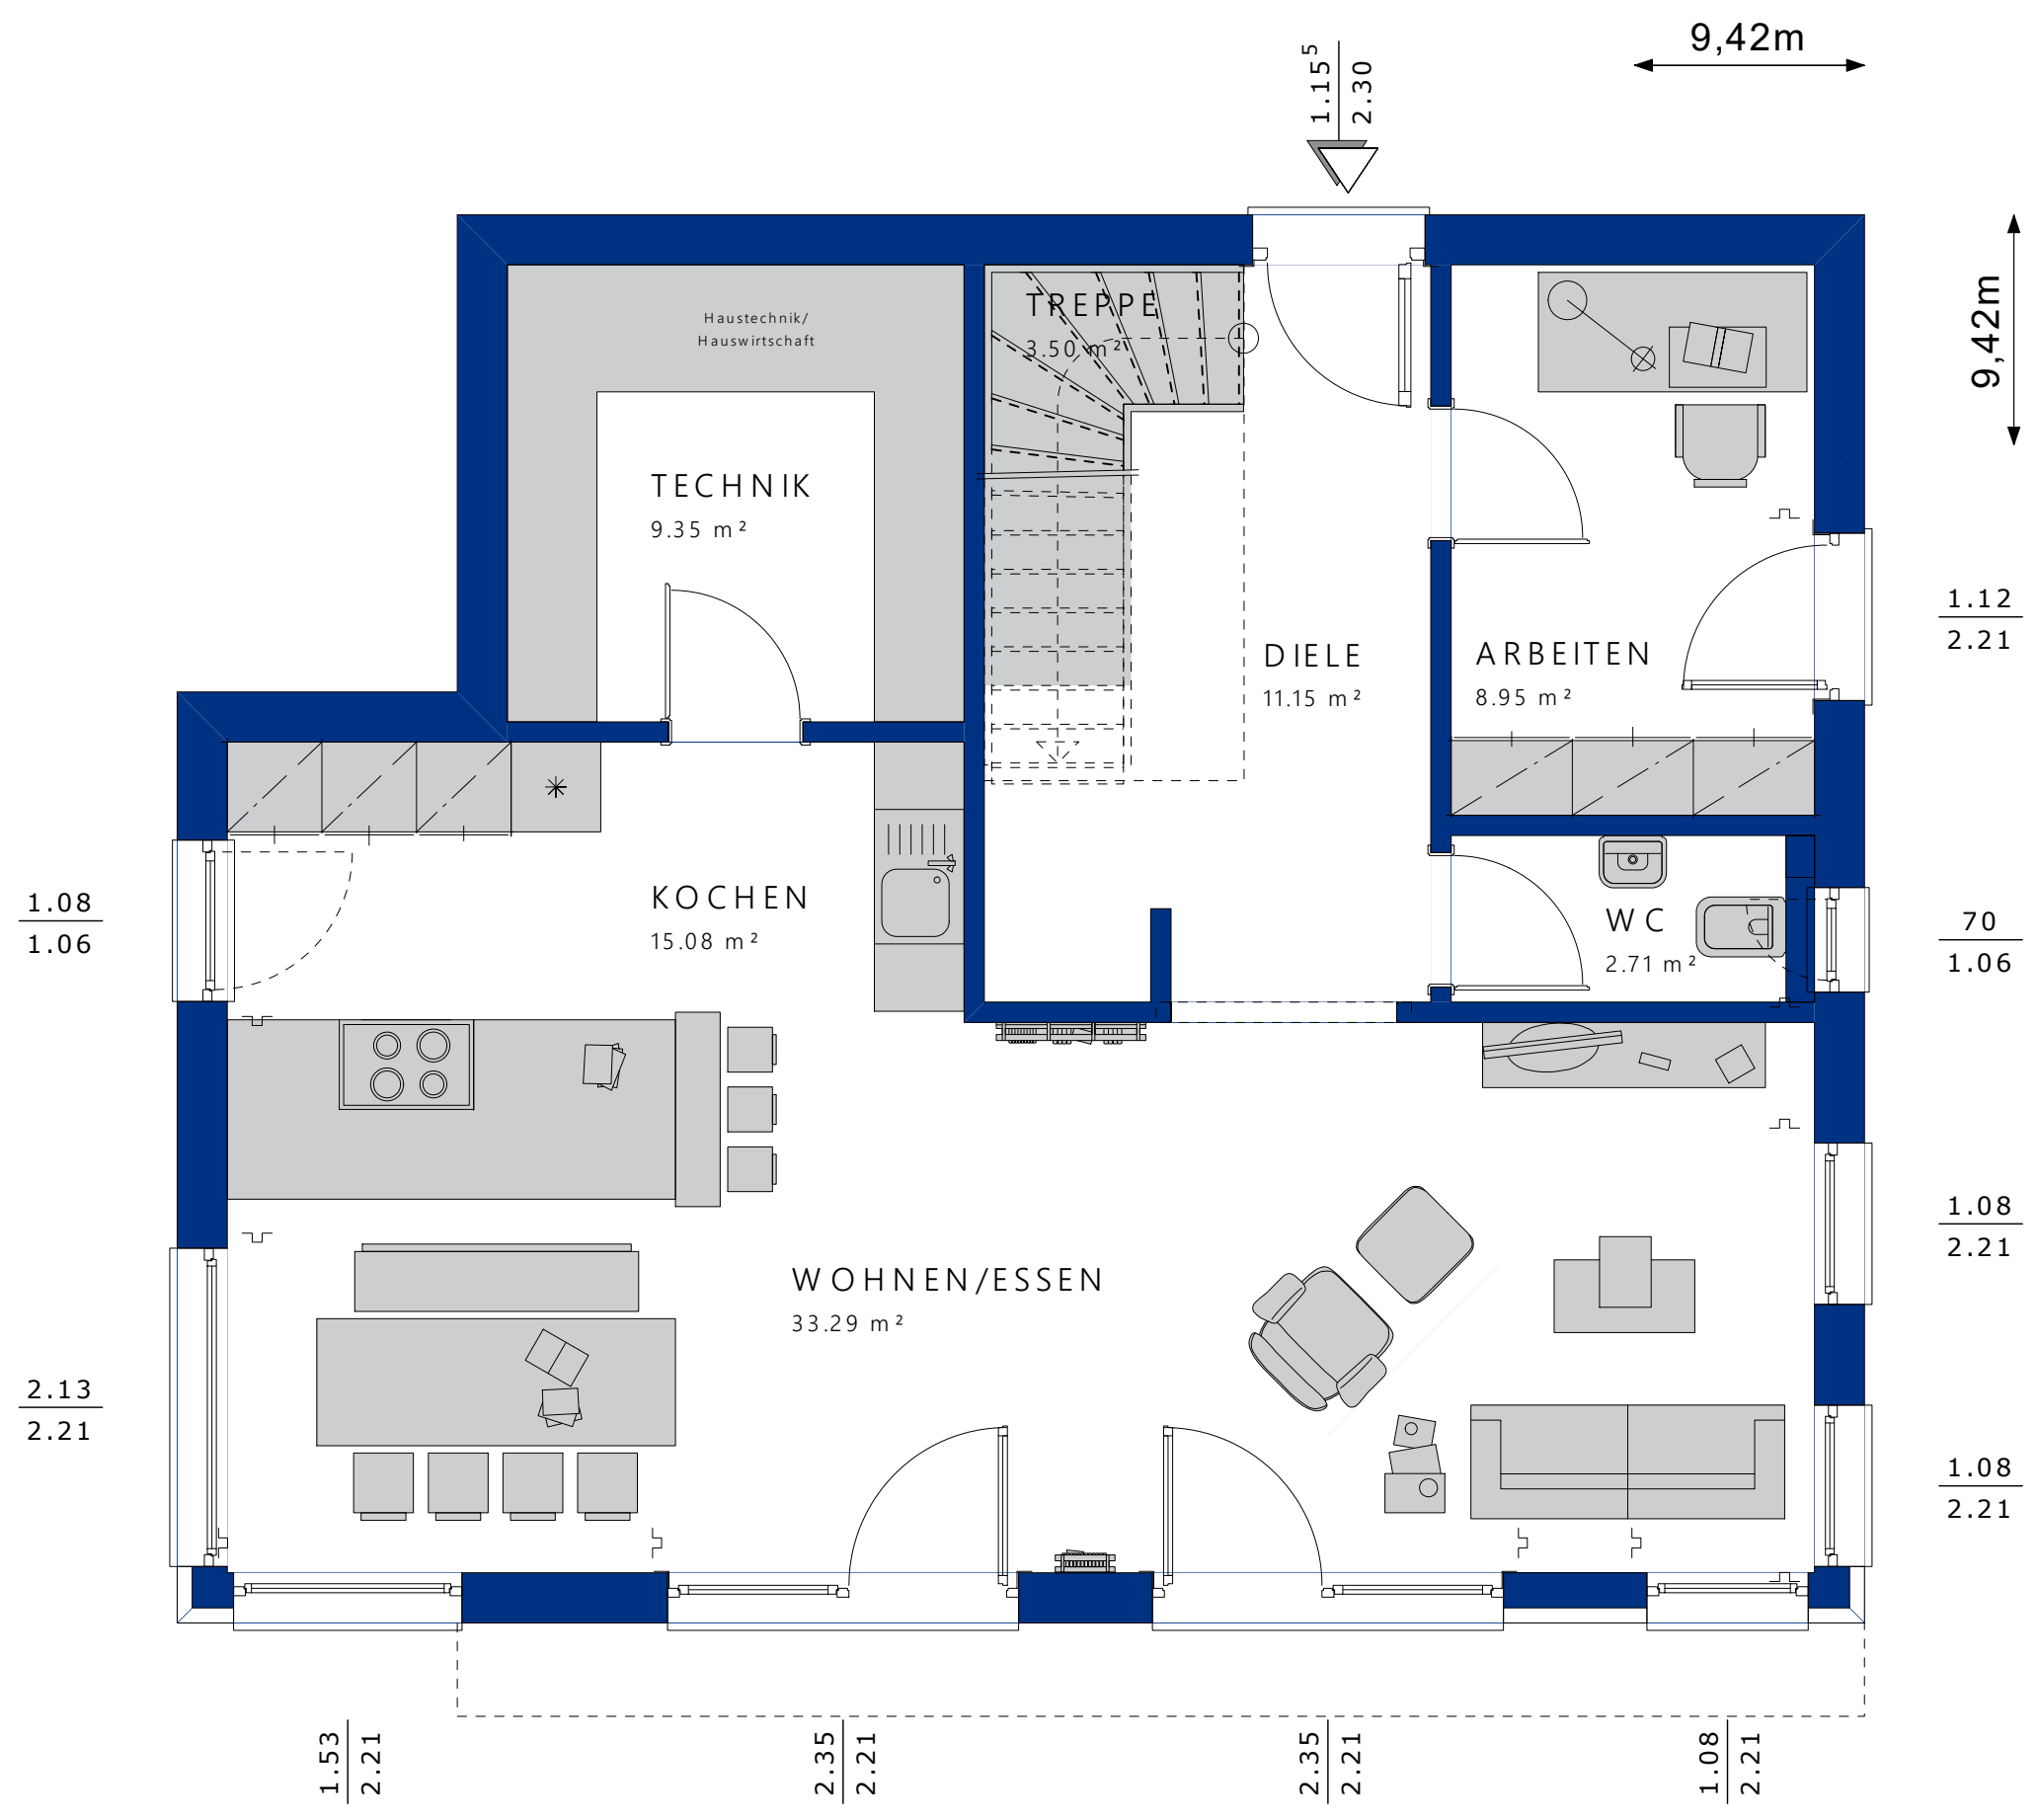 9,42m
1.15⁵
2.30
9,42m
Haustechnik/
Hauswirtschaft
TREPPE
3.50 m²
TECHNIK
9.35 m²
DIELE
11.15 m²
ARBEITEN
8.95 m²
1.12
2.21
KOCHEN
15.08 m²
WC
2.71 m²
1.08
1.06
70
1.06
WOHNEN/ESSEN
33.29 m²
1.08
2.21
2.13
2.21
1.08
2.21
1.53
2.21
2.35
2.21
2.35
2.21
1.08
2.21